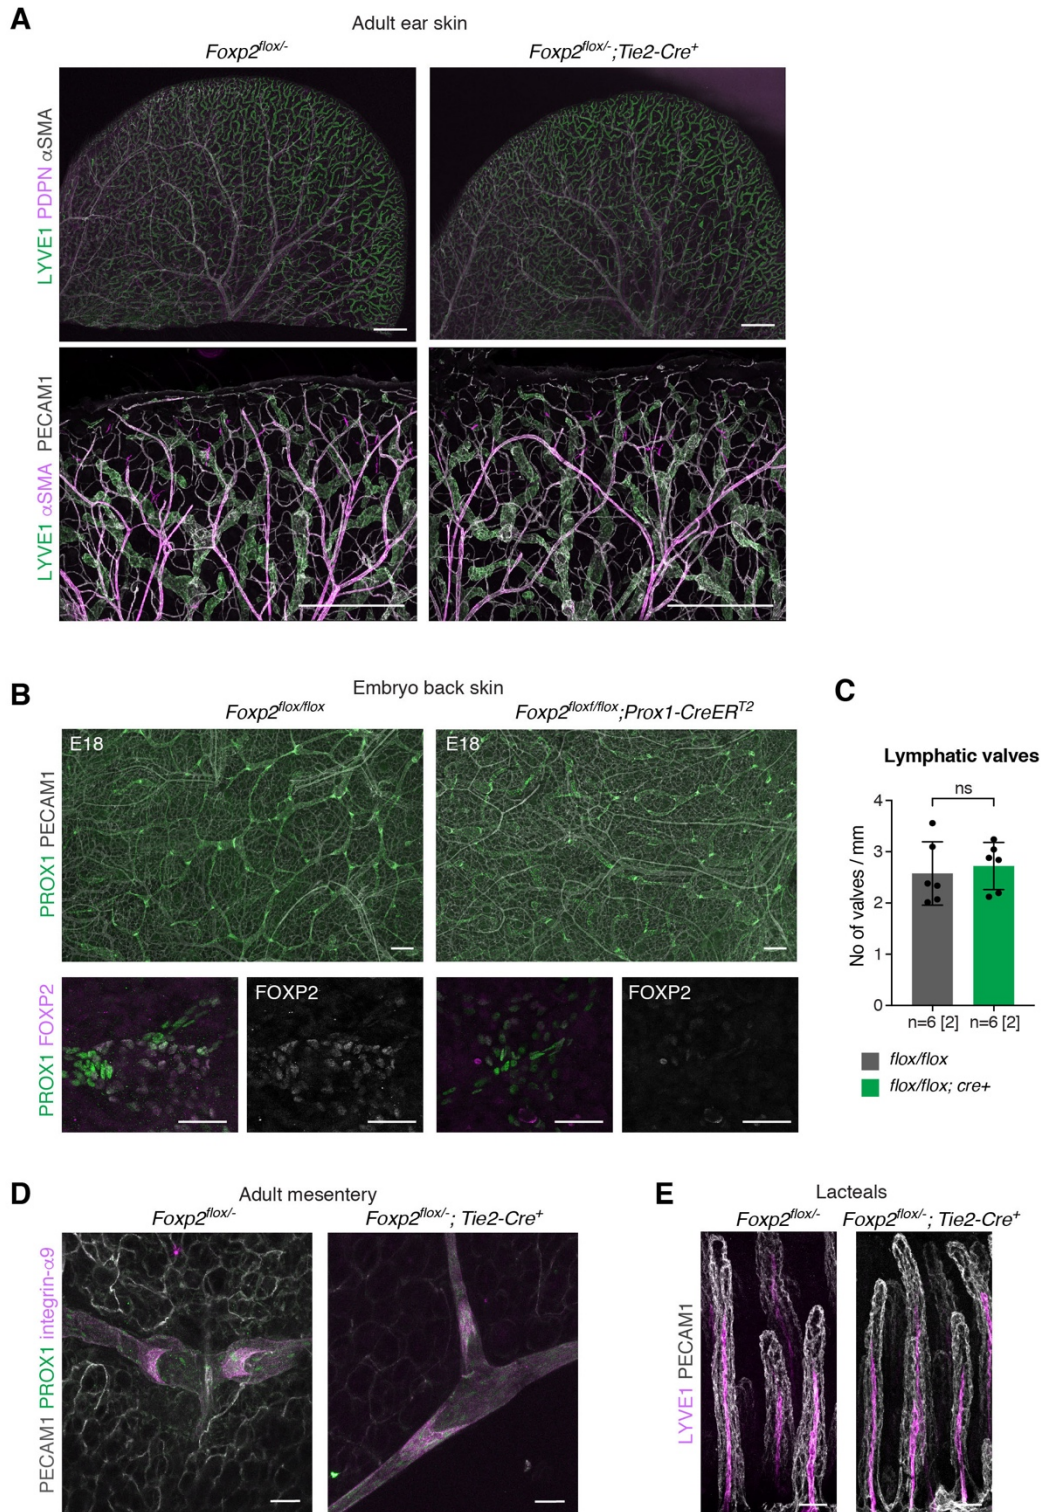 A
Adult ear skin
Foxp2flox/-
Foxp2flox/-;Tie2-Cre+
LYVE1 PDPN αSMA
LYVE1 αSMA PECAM1
B
Embryo back skin
Foxp2flox/flox
Foxp2floxf/flox;Prox1-CreERT2
PROX1 PECAM1
E18
E18
PROX1 FOXP2
FOXP2
FOXP2
C
Lymphatic valves
ns
No of valves / mm
4
3
2
1
0
n=6 [2]
n=6 [2]
flox/flox
flox/flox; cre+
D
Adult mesentery
Foxp2flox/-
Foxp2flox/-; Tie2-Cre+
PECAM1 PROX1 integrin-α9
E
Lacteals
Foxp2flox/-
Foxp2flox/-; Tie2-Cre+
LYVE1 PECAM1